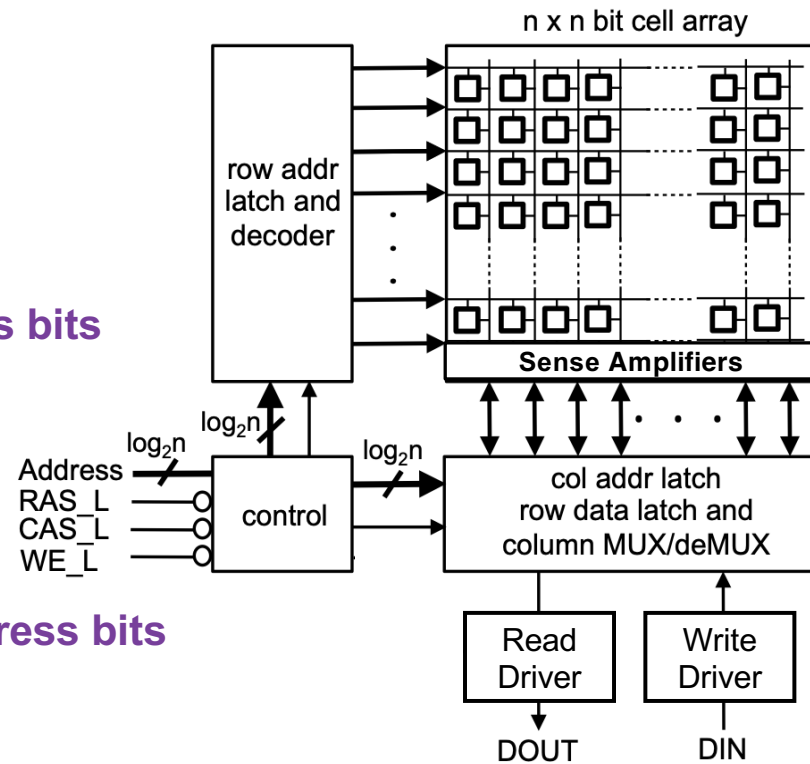 n x n bit cell array
row addr
latch and
decoder
s bits
Sense Amplifiers
log₂n
log₂n
log₂n
Address
RAS_L
CAS_L
WE_L
control
col addr latch
row data latch and
column MUX/deMUX
ress bits
Read
Driver
Write
Driver
DOUT
DIN